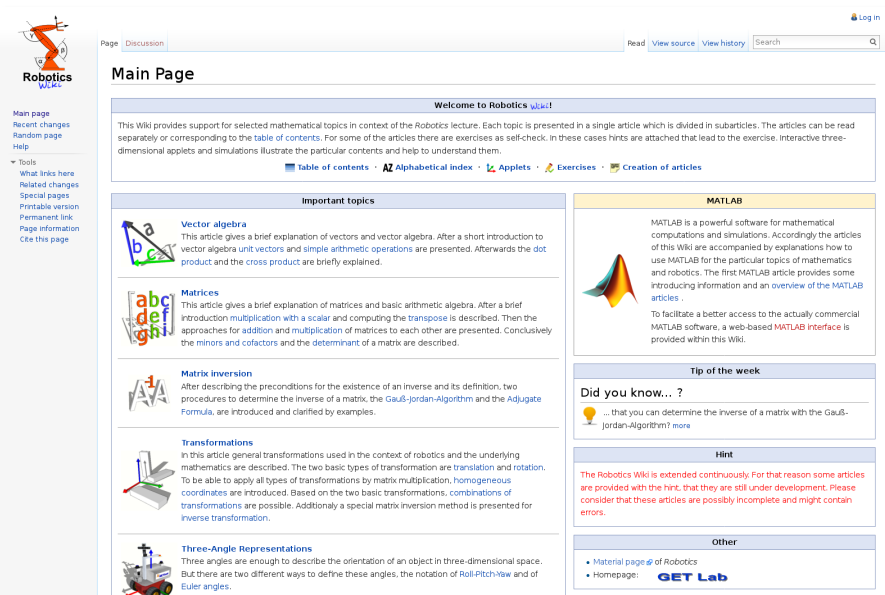 Log in
Robotics
Wiki
Page Discussion
Read View source View history Search
Main page
Recent changes
Random page
Help
Tools
What links here
Related changes
Special pages
Printable version
Permanent link
Page information
Cite this page
Main Page
Welcome to Robotics Wiki!
This Wiki provides support for selected mathematical topics in context of the Robotics lecture. Each topic is presented in a single article which is divided in subarticles. The articles can be read
separately or corresponding to the table of contents. For some of the articles there are exercises as self-check. In these cases hints are attached that lead to the exercise. Interactive three-
dimensional applets and simulations illustrate the particular contents and help to understand them.
Table of contents · AZ Alphabetical index · Applets · Exercises · Creation of articles
Important topics
Vector algebra
This article gives a brief explanation of vectors and vector algebra. After a short introduction to
vector algebra unit vectors and simple arithmetic operations are presented. Afterwards the dot
product and the cross product are briefly explained.
Matrices
This article gives a brief explanation of matrices and basic arithmetic algebra. After a brief
introduction multiplication with a scalar and computing the transpose is described. Then the
approaches for addition and multiplication of matrices to each other are presented. Conclusively
the minors and cofactors and the determinant of a matrix are described.
Matrix inversion
After describing the preconditions for the existence of an inverse and its definition, two
procedures to determine the inverse of a matrix, the Gauß-Jordan-Algorithm and the Adjugate
Formula, are introduced and clarified by examples.
Transformations
In this article general transformations used in the context of robotics and the underlying
mathematics are described. The two basic types of transformation are translation and rotation.
To be able to apply all types of transformations by matrix multiplication, homogeneous
coordinates are introduced. Based on the two basic transformations, combinations of
transformations are possible. Additionaly a special matrix inversion method is presented for
inverse transformation.
Three-Angle Representations
Three angles are enough to describe the orientation of an object in three-dimensional space.
But there are two different ways to define these angles, the notation of Roll-Pitch-Yaw and of
Euler angles.
MATLAB
MATLAB is a powerful software for mathematical
computations and simulations. Accordingly the articles
of this Wiki are accompanied by explanations how to
use MATLAB for the particular topics of mathematics
and robotics. The first MATLAB article provides some
introducing information and an overview of the MATLAB
articles .
To facilitate a better access to the actually commercial
MATLAB software, a web-based MATLAB interface is
provided within this Wiki.
Tip of the week
Did you know... ?
... that you can determine the inverse of a matrix with the Gauß-
Jordan-Algorithm? more
Hint
The Robotics Wiki is extended continuously. For that reason some articles
are provided with the hint, that they are still under development. Please
consider that these articles are possibly incomplete and might contain
errors.
Other
Material page of Robotics
Homepage: GET Lab